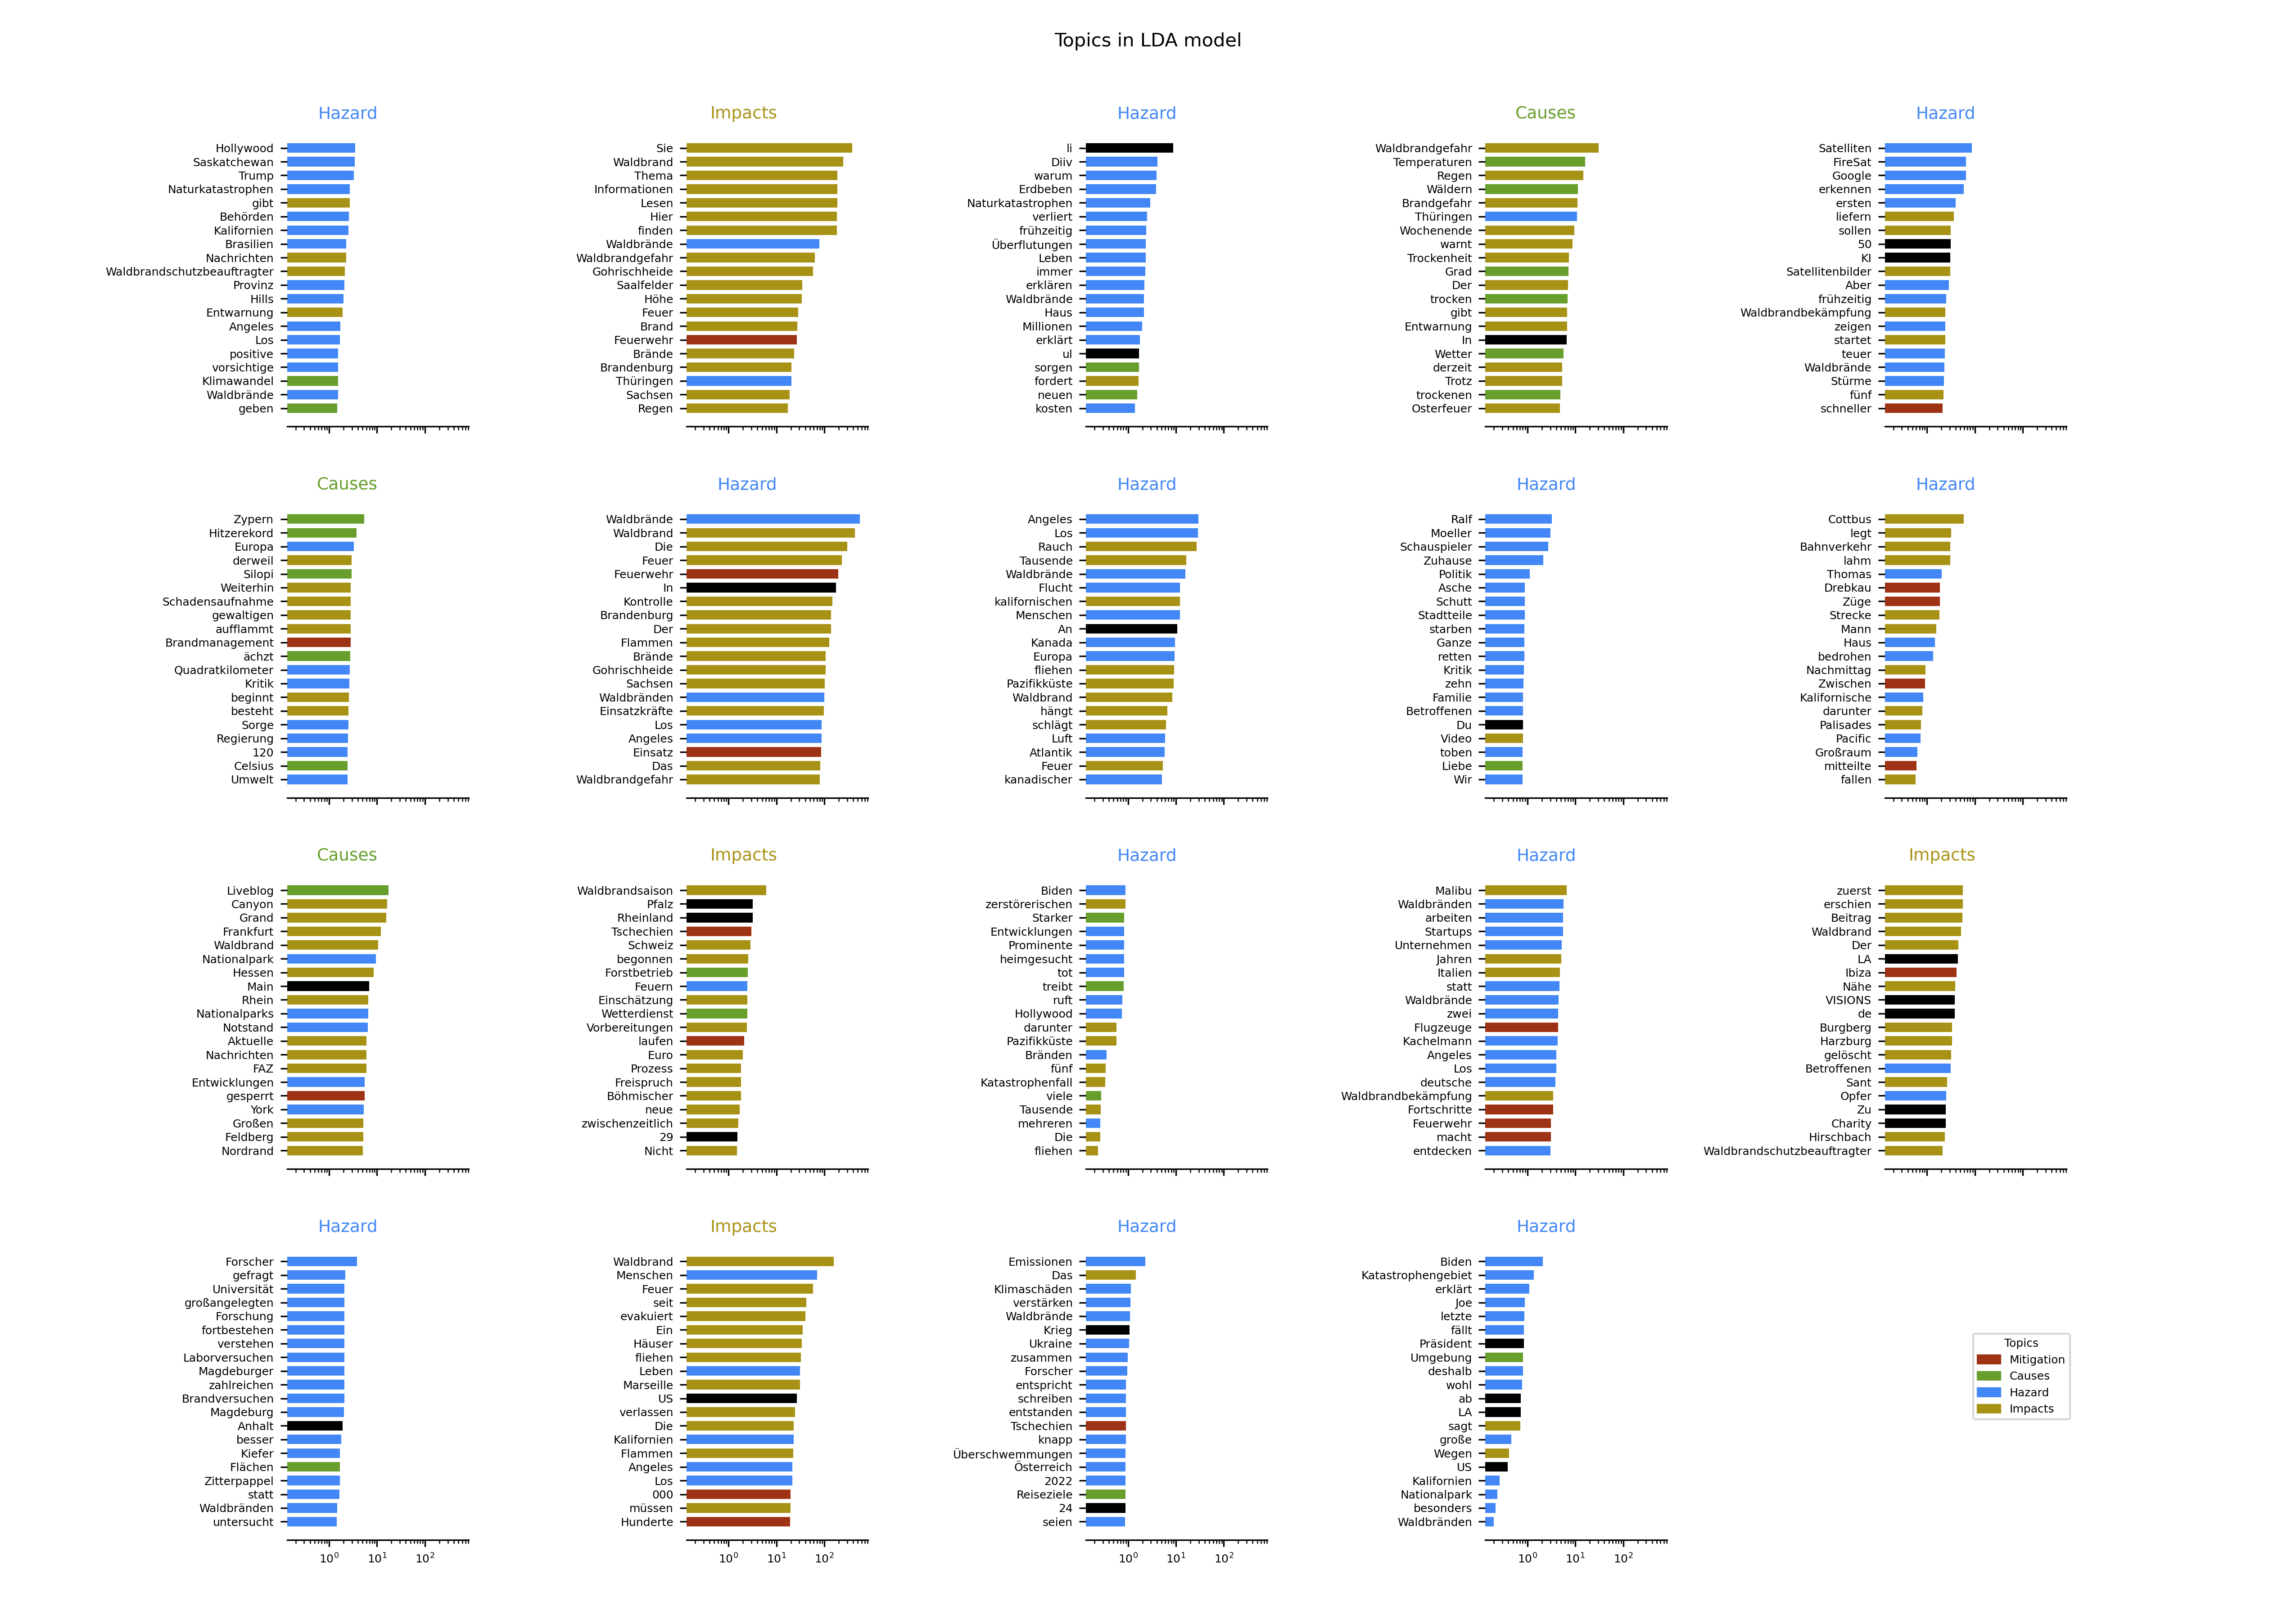 Topics in LDA model
Hazard
Hollywood
Saskatchewan
Trump
Naturkatastrophen
gibt
Behörden
Kalifornien
Brasilien
Nachrichten
Waldbrandschutzbeauftragter
Provinz
Hills
Entwarnung
Angeles
Los
positive
vorsichtige
Klimawandel
Waldbrände
geben
Impacts
Sie
Waldbrand
Thema
Informationen
Lesen
Hier
finden
Waldbrände
Waldbrandgefahr
Gohrischheide
Saalfelder
Höhe
Feuer
Brand
Feuerwehr
Brände
Brandenburg
Thüringen
Sachsen
Regen
Hazard
li
Diiv
warum
Erdbeben
Naturkatastrophen
verliert
frühzeitig
Überflutungen
Leben
immer
erklären
Waldbrände
Haus
Millionen
erklärt
ul
sorgen
fordert
neuen
kosten
Causes
Waldbrandgefahr
Temperaturen
Regen
Wäldern
Brandgefahr
Thüringen
Wochenende
warnt
Trockenheit
Grad
Der
trocken
gibt
Entwarnung
In
Wetter
derzeit
Trotz
trockenen
Osterfeuer
Hazard
Satelliten
FireSat
Google
erkennen
ersten
liefern
sollen
50
KI
Satellitenbilder
Aber
frühzeitig
Waldbrandbekämpfung
zeigen
startet
teuer
Waldbrände
Stürme
fünf
schneller
Causes
Zypern
Hitzerekord
Europa
derweil
Silopi
Weiterhin
Schadensaufnahme
gewaltigen
aufflammt
Brandmanagement
ächzt
Quadratkilometer
Kritik
beginnt
besteht
Sorge
Regierung
120
Celsius
Umwelt
Hazard
Waldbrände
Waldbrand
Die
Feuer
Feuerwehr
In
Kontrolle
Brandenburg
Der
Flammen
Brände
Gohrischheide
Sachsen
Waldbränden
Einsatzkräfte
Los
Angeles
Einsatz
Das
Waldbrandgefahr
Hazard
Angeles
Los
Rauch
Tausende
Waldbrände
Flucht
kalifornischen
Menschen
An
Kanada
Europa
fliehen
Pazifikküste
Waldbrand
hängt
schlägt
Luft
Atlantik
Feuer
kanadischer
Hazard
Ralf
Moeller
Schauspieler
Zuhause
Politik
Asche
Schutt
Stadtteile
starben
Ganze
retten
Kritik
zehn
Familie
Betroffenen
Du
Video
toben
Liebe
Wir
Hazard
Cottbus
legt
Bahnverkehr
lahm
Thomas
Drebkau
Züge
Strecke
Mann
Haus
bedrohen
Nachmittag
Zwischen
Kalifornische
darunter
Palisades
Pacific
Großraum
mitteilte
fallen
Causes
Liveblog
Canyon
Grand
Frankfurt
Waldbrand
Nationalpark
Hessen
Main
Rhein
Nationalparks
Notstand
Aktuelle
Nachrichten
FAZ
Entwicklungen
gesperrt
York
Großen
Feldberg
Nordrand
Impacts
Waldbrandsaison
Pfalz
Rheinland
Tschechien
Schweiz
begonnen
Forstbetrieb
Feuern
Einschätzung
Wetterdienst
Vorbereitungen
laufen
Euro
Prozess
Freispruch
Böhmischer
neue
zwischenzeitlich
29
Nicht
Hazard
Biden
zerstörerischen
Starker
Entwicklungen
Prominente
heimgesucht
tot
treibt
ruft
Hollywood
darunter
Pazifikküste
Bränden
fünf
Katastrophenfall
viele
Tausende
mehreren
Die
fliehen
Hazard
Malibu
Waldbränden
arbeiten
Startups
Unternehmen
Jahren
Italien
statt
Waldbrände
zwei
Flugzeuge
Kachelmann
Angeles
Los
deutsche
Waldbrandbekämpfung
Fortschritte
Feuerwehr
macht
entdecken
Impacts
zuerst
erschien
Beitrag
Waldbrand
Der
LA
Ibiza
Nähe
VISIONS
de
Burgberg
Harzburg
gelöscht
Betroffenen
Sant
Opfer
Zu
Charity
Hirschbach
Waldbrandschutzbeauftragter
Hazard
Forscher
gefragt
Universität
großangelegten
Forschung
fortbestehen
verstehen
Laborversuchen
Magdeburger
zahlreichen
Brandversuchen
Magdeburg
Anhalt
besser
Kiefer
Flächen
Zitterpappel
statt
Waldbränden
untersucht
10⁰ 10¹ 10²
Impacts
Waldbrand
Menschen
Feuer
seit
evakuiert
Ein
Häuser
fliehen
Leben
Marseille
US
verlassen
Die
Kalifornien
Flammen
Angeles
Los
000
müssen
Hunderte
10⁰ 10¹ 10²
Hazard
Emissionen
Das
Klimaschäden
verstärken
Waldbrände
Krieg
Ukraine
zusammen
Forscher
entspricht
schreiben
entstanden
Tschechien
knapp
Überschwemmungen
Österreich
2022
Reiseziele
24
seien
10⁰ 10¹ 10²
Hazard
Biden
Katastrophengebiet
erklärt
Joe
letzte
fällt
Präsident
Umgebung
deshalb
wohl
ab
LA
sagt
große
Wegen
US
Kalifornien
Nationalpark
besonders
Waldbränden
10⁰ 10¹ 10²
Topics
Mitigation
Causes
Hazard
Impacts